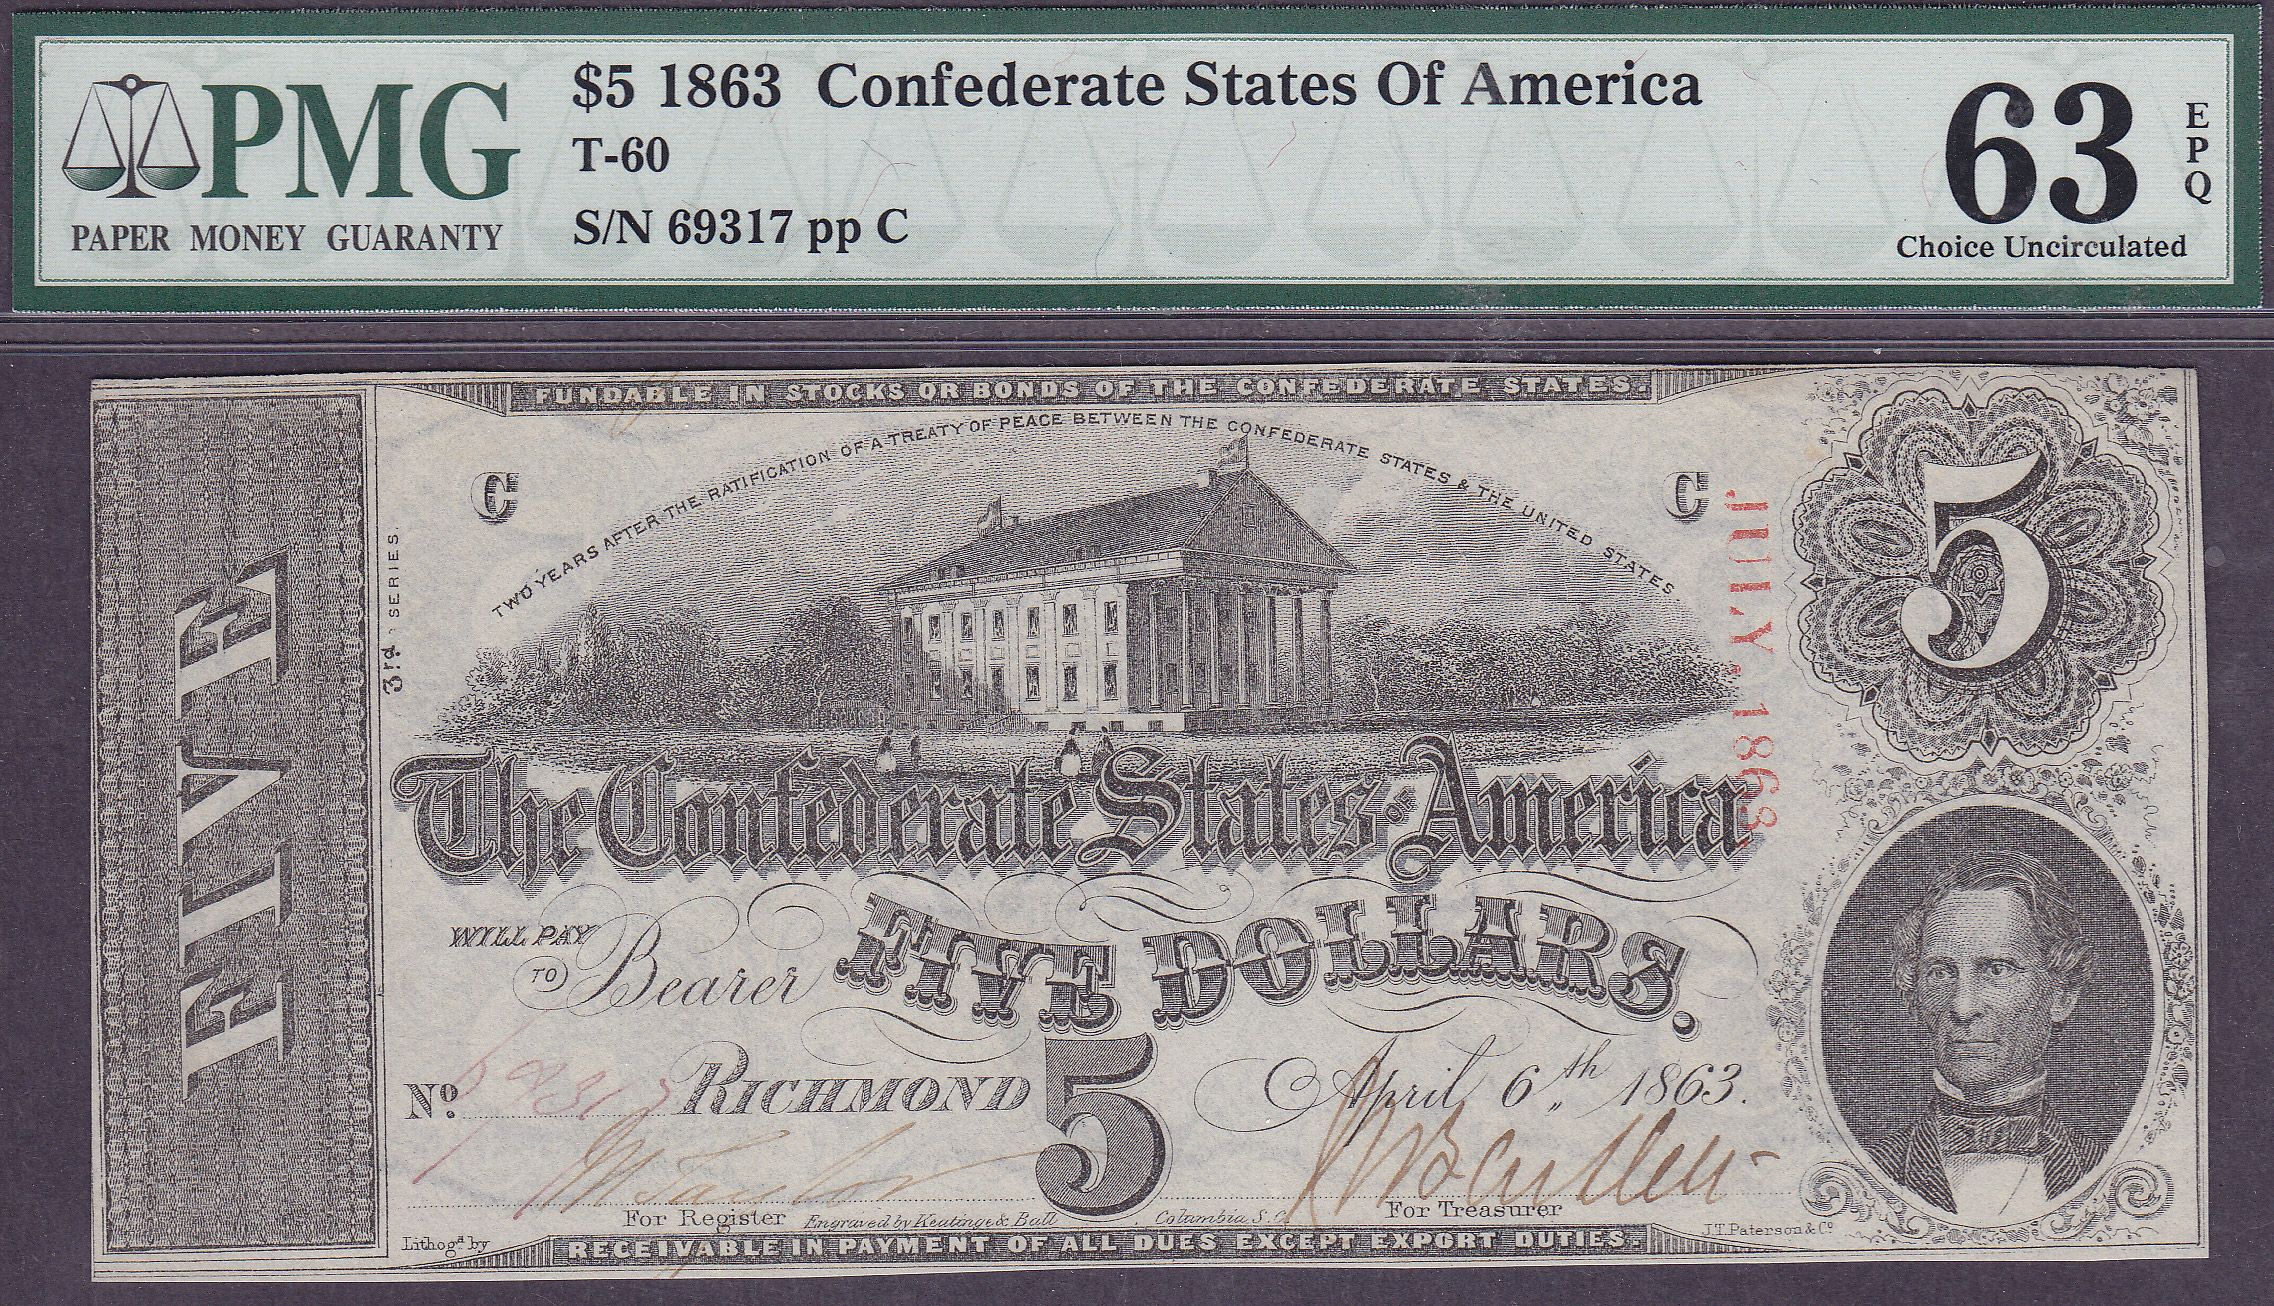 PMG
PAPER MONEY GUARANTY
$5 1863 Confederate States Of America
T-60
S/N 69317 pp C
63
EPQ
Choice Uncirculated
FUNDABLE IN STOCKS OR BONDS OF THE CONFEDERATE STATES.
TWO YEARS AFTER THE RATIFICATION OF A TREATY OF PEACE BETWEEN THE CONFEDERATE STATES & THE UNITED STATES
C
C
FIVE
3rd SERIES.
JULY, 1863
5
The Confederate States OF America
WILL PAY
TO Bearer FIVE DOLLARS.
No. 69317 RICHMOND 5 April 6th 1863.
For Register Engraved by Keatinge & Ball Columbia S.C. For Treasurer
Lithogd by J.T. Paterson & Co
RECEIVABLE IN PAYMENT OF ALL DUES EXCEPT EXPORT DUTIES.